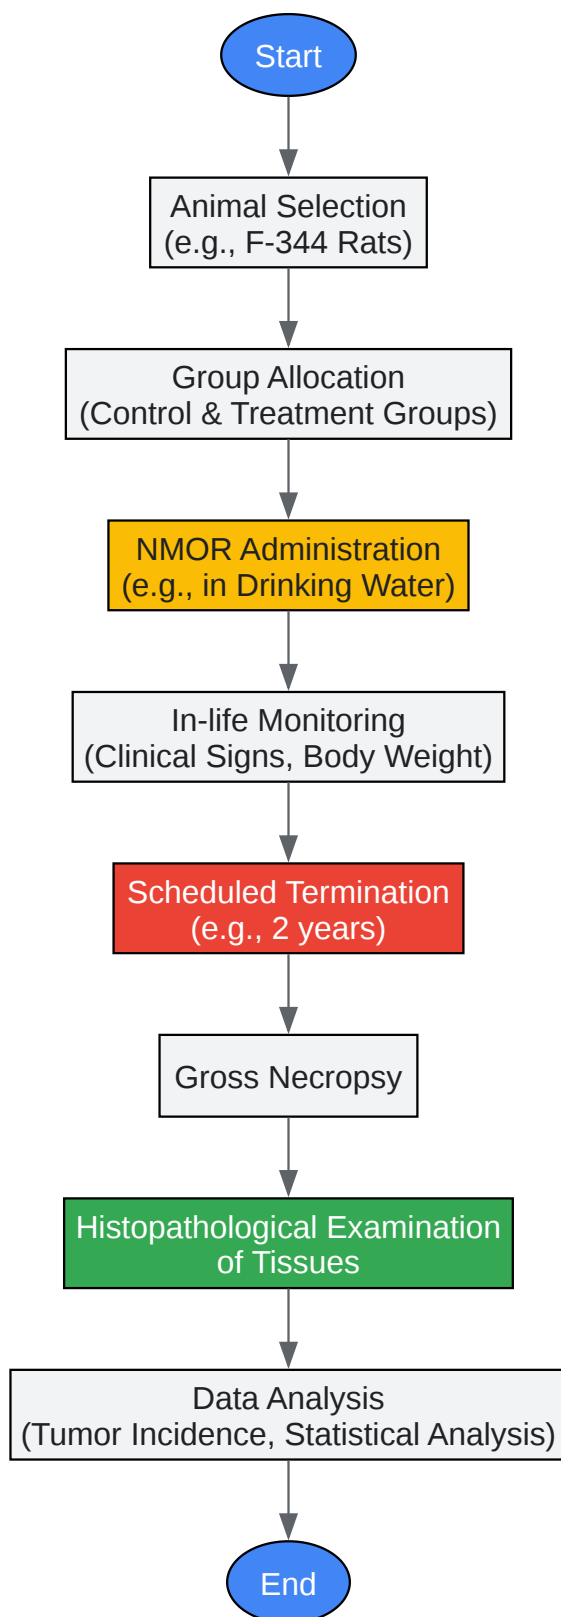 Start
Animal Selection
(e.g., F-344 Rats)
Group Allocation
(Control & Treatment Groups)
NMOR Administration
(e.g., in Drinking Water)
In-life Monitoring
(Clinical Signs, Body Weight)
Scheduled Termination
(e.g., 2 years)
Gross Necropsy
Histopathological Examination
of Tissues
Data Analysis
(Tumor Incidence, Statistical Analysis)
End